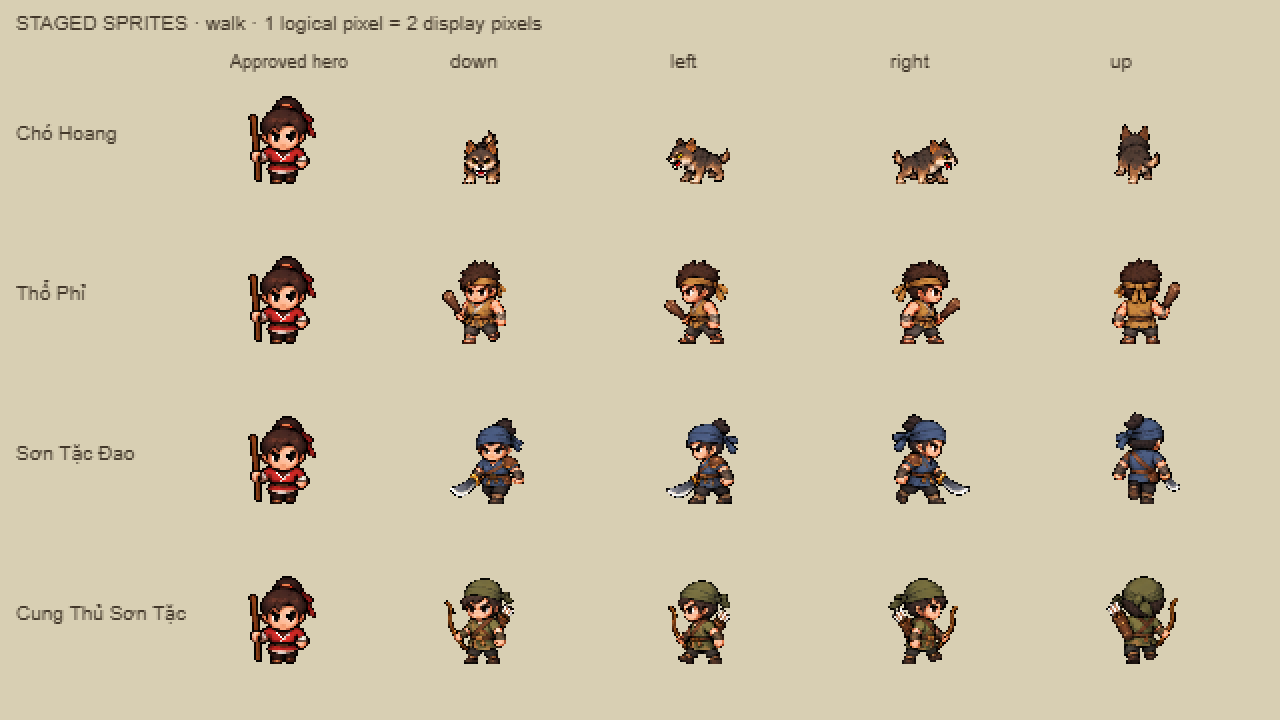 STAGED SPRITES · walk · 1 logical pixel = 2 display pixels
Approved hero down left right up
Chó Hoang
Thổ Phỉ
Sơn Tặc Đao
Cung Thủ Sơn Tặc